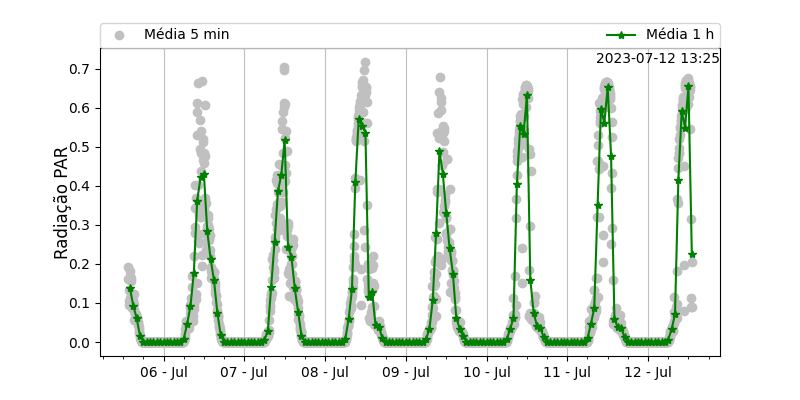 Média 5 min
Média 1 h
2023-07-12 13:25
Radiação PAR
0.7
0.6
0.5
0.4
0.3
0.2
0.1
0.0
06 - Jul
07 - Jul
08 - Jul
09 - Jul
10 - Jul
11 - Jul
12 - Jul